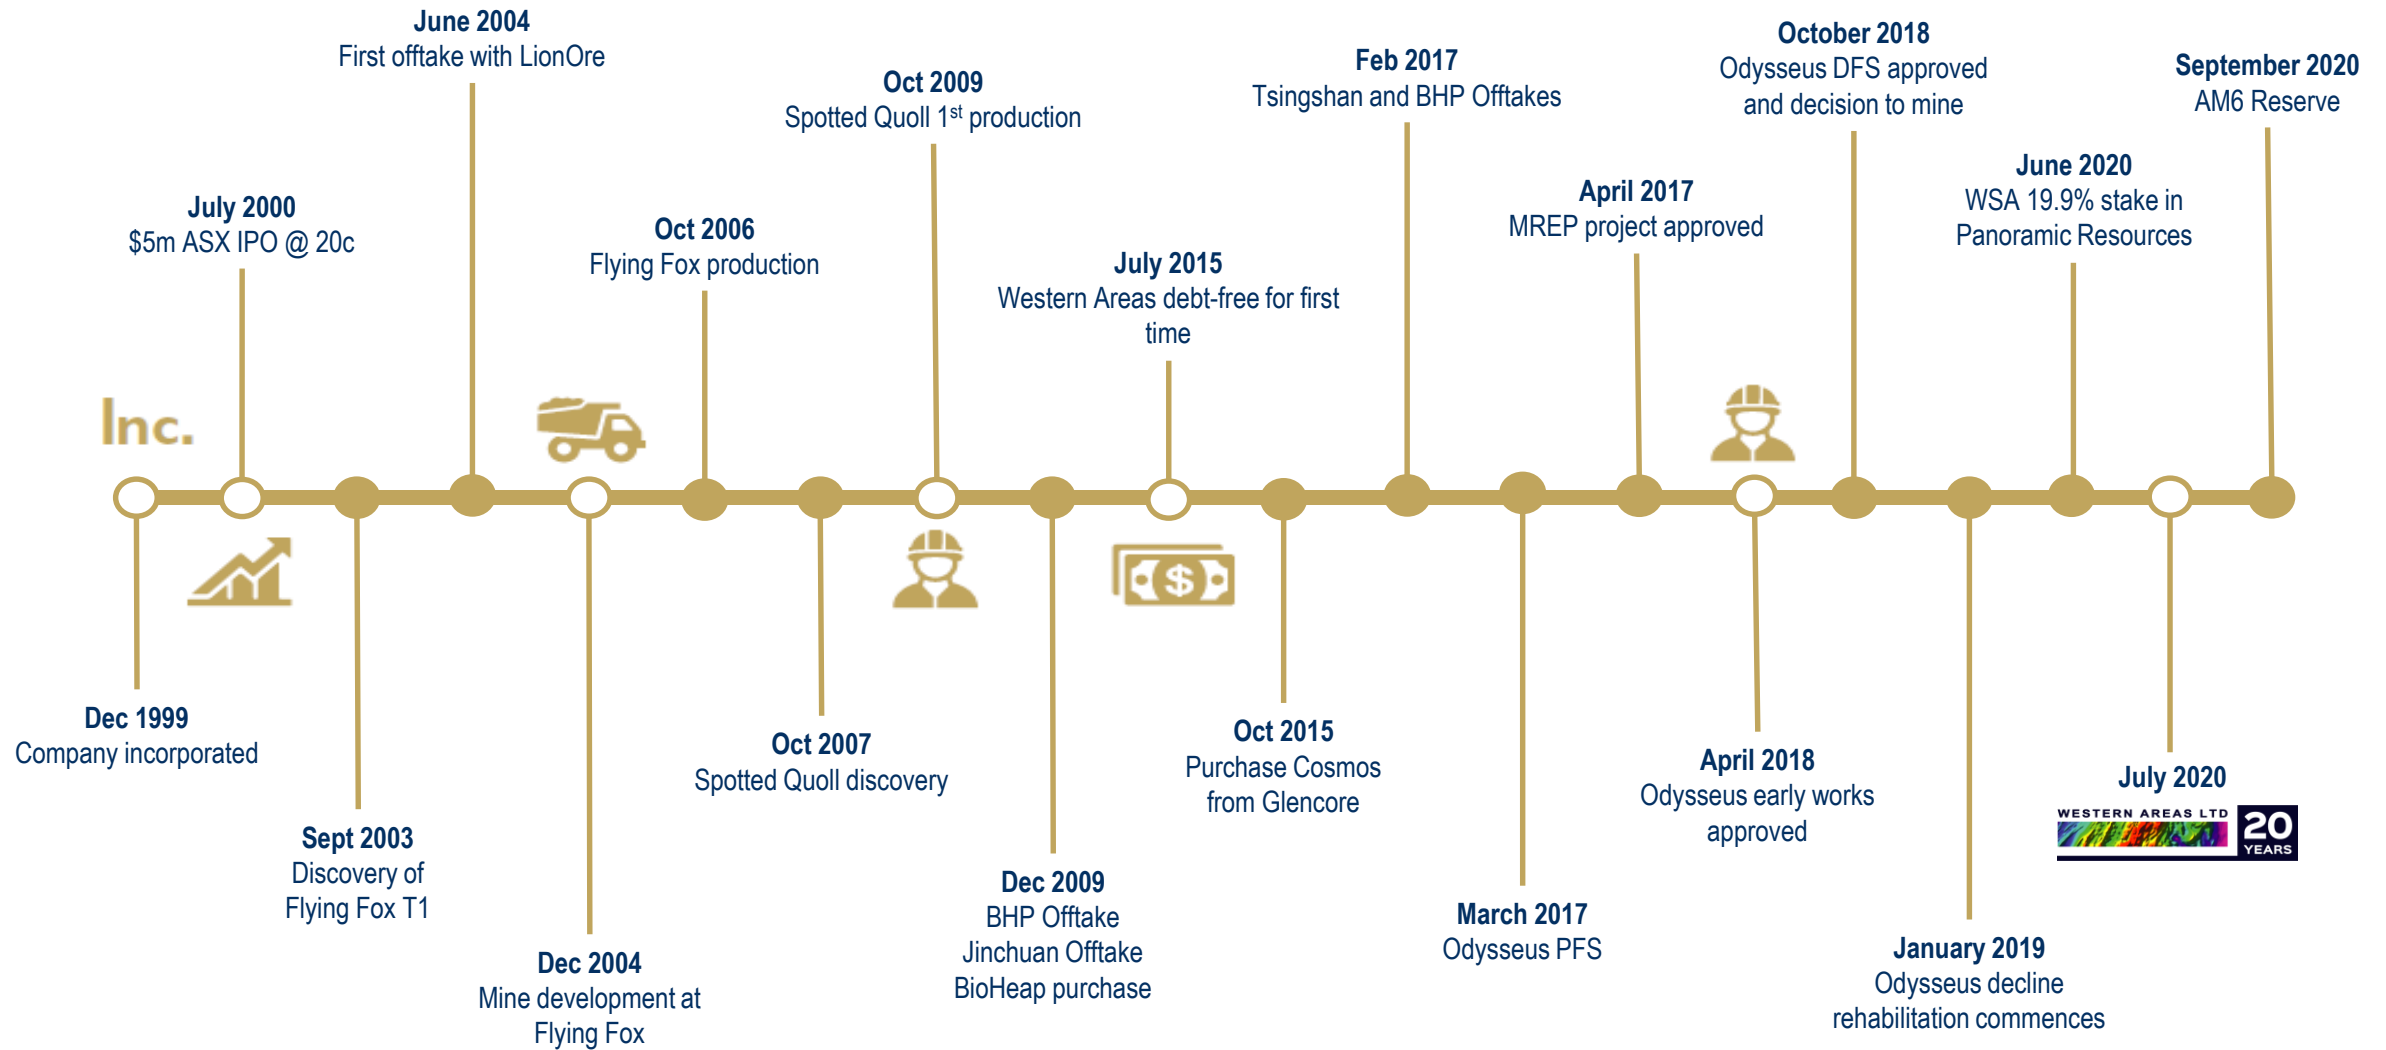 June 2004
First offtake with LionOre
October 2018
Odysseus DFS approved
and decision to mine
Feb 2017
Tsingshan and BHP Offtakes
September 2020
AM6 Reserve
Oct 2009
Spotted Quoll 1st production
June 2020
WSA 19.9% stake in
Panoramic Resources
April 2017
MREP project approved
July 2000
$5m ASX IPO @ 20c
Oct 2006
Flying Fox production
July 2015
Western Areas debt-free for first
time
Inc.
$
Dec 1999
Company incorporated
Oct 2015
Purchase Cosmos
from Glencore
Oct 2007
Spotted Quoll discovery
April 2018
Odysseus early works
approved
July 2020
WESTERN AREAS LTD
20
YEARS
Sept 2003
Discovery of
Flying Fox T1
Dec 2009
BHP Offtake
Jinchuan Offtake
BioHeap purchase
March 2017
Odysseus PFS
January 2019
Odysseus decline
rehabilitation commences
Dec 2004
Mine development at
Flying Fox